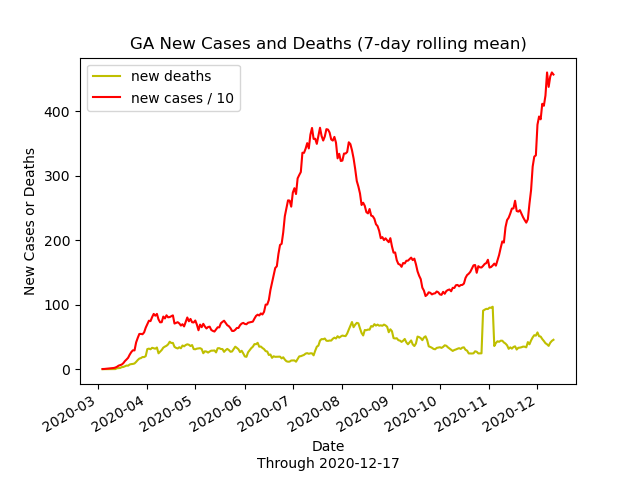 GA New Cases and Deaths (7-day rolling mean)
new deaths
new cases / 10
New Cases or Deaths
400
300
200
100
0
2020-03
2020-04
2020-05
2020-06
2020-07
2020-08
2020-09
2020-10
2020-11
2020-12
Date
Through 2020-12-17